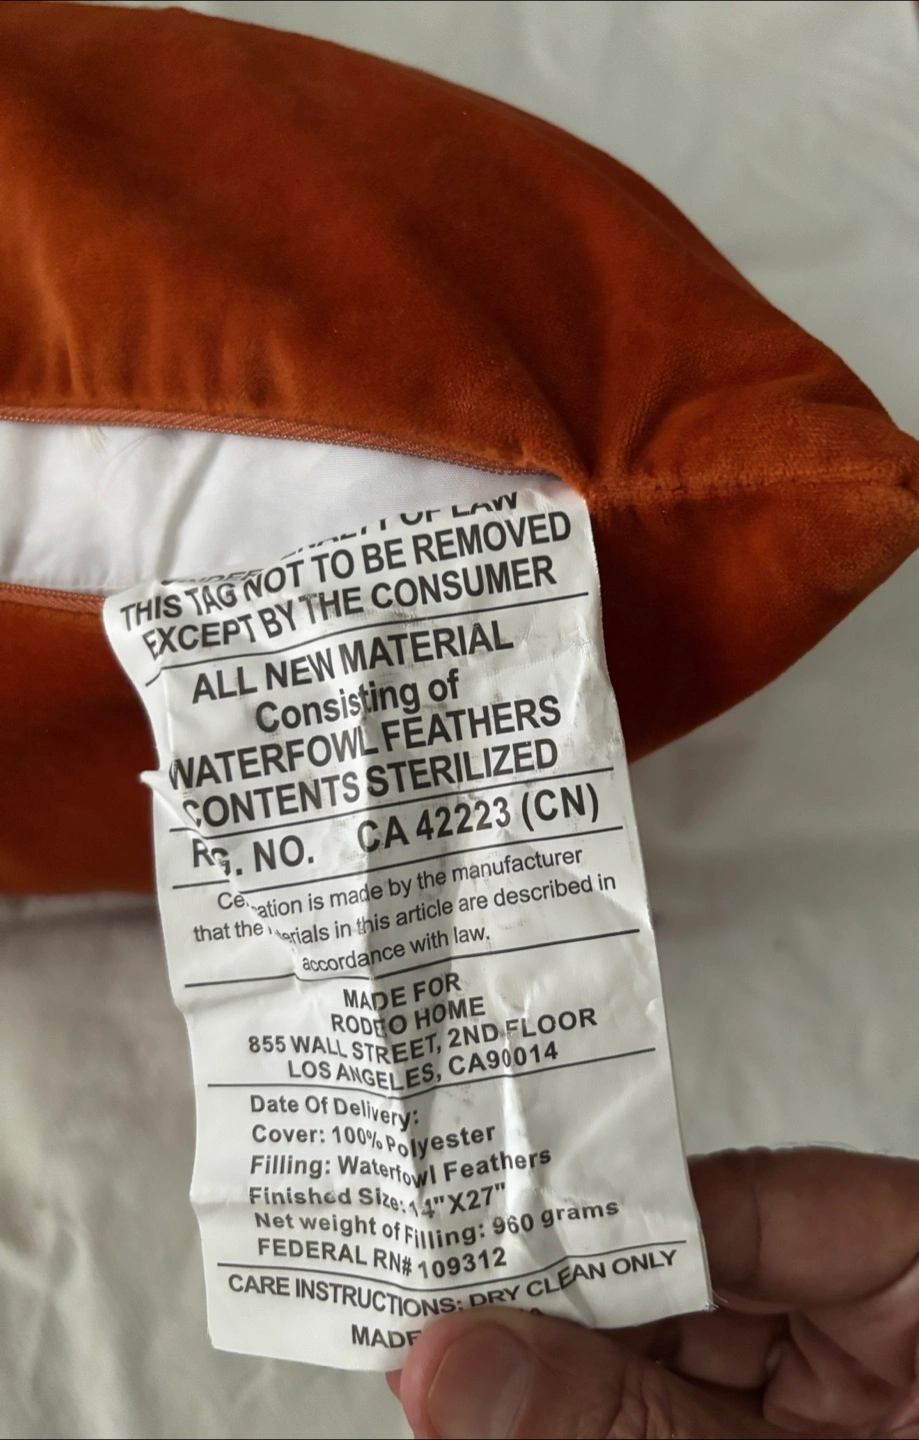 OF LAW
THIS TAG NOT TO BE REMOVED
EXCEPT BY THE CONSUMER
ALL NEW MATERIAL
Consisting of
WATERFOWL FEATHERS
CONTENTS STERILIZED
NO. CA 42223 (CN)
is made by the manufacturer
that the in this article are described in
accordance with law.
MADE FOR
RODEO HOME
855 WALL STREET, 2ND FLOOR
LOS ANGELES, CA90014
Date Of Delivery:
Cover: 100% Polyester
Filling: Waterfowl Feathers
Finished Size: 14"X27"
Net weight of Filling: 960 grams
FEDERAL RN# 109312
CARE INSTRUCTIONS: DRY CLEAN ONLY
MADE